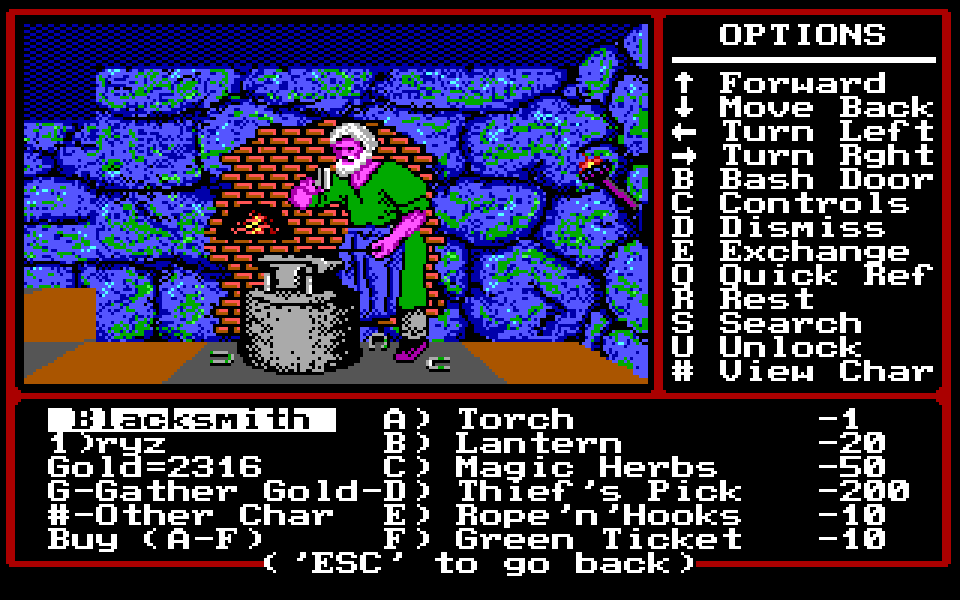 OPTIONS
↑ Forward
↓ Move Back
← Turn Left
→ Turn Rght
B Bash Door
C Controls
D Dismiss
E Exchange
Q Quick Ref
R Rest
S Search
U Unlock
# View Char
Blacksmith A) Torch -1
1)ryz B) Lantern -20
Gold=2316 C) Magic Herbs -50
G-Gather Gold-D) Thief's Pick -200
#-Other Char E) Rope'n'Hooks -10
Buy (A-F) F) Green Ticket -10
('ESC' to go back)